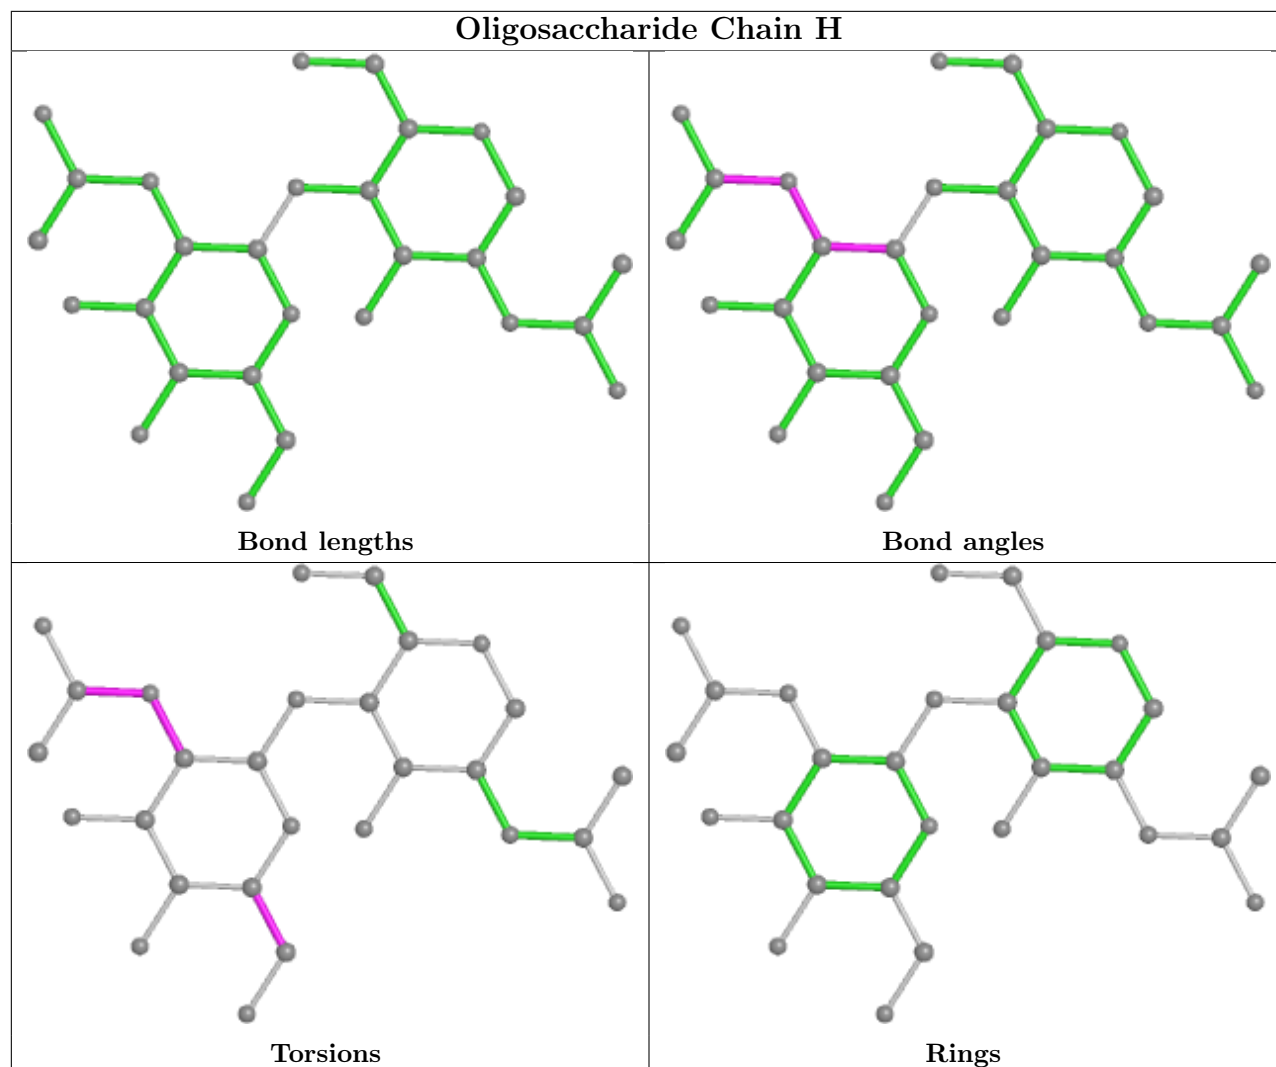 Oligosaccharide Chain H
Bond lengths
Bond angles
Torsions
Rings